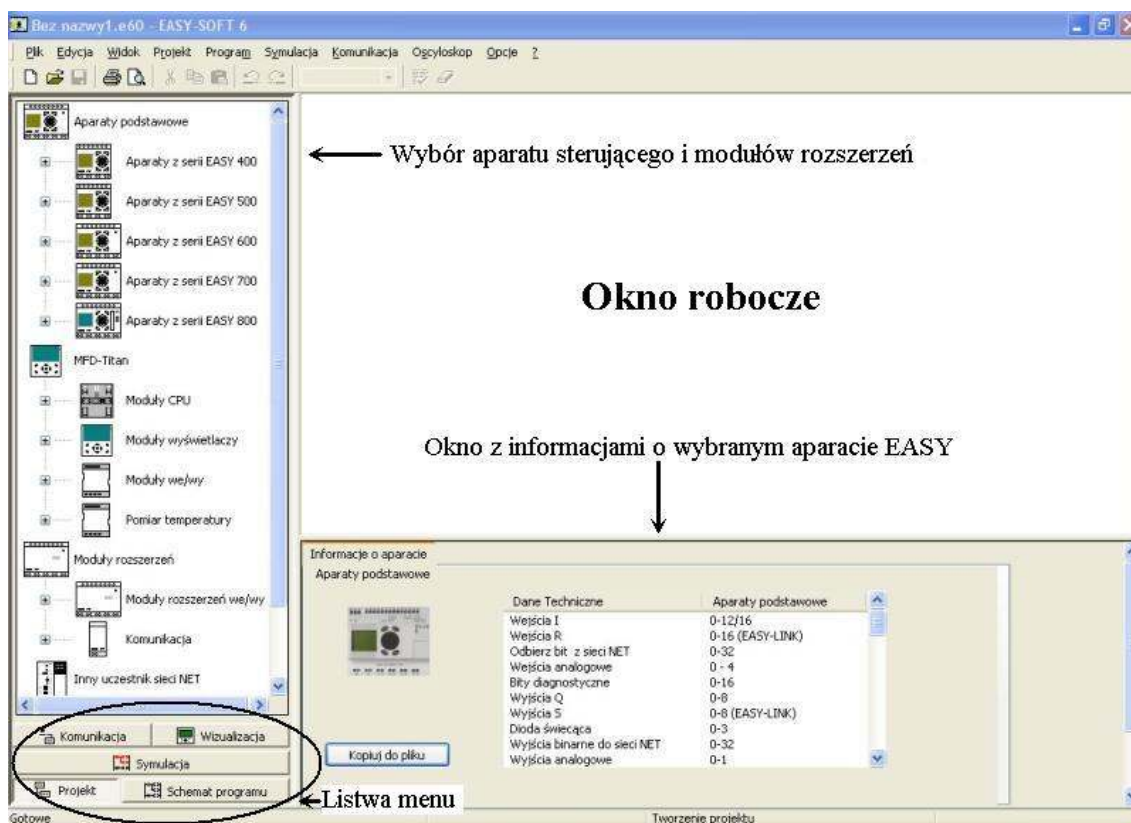 Bez nazwy1.e60 - EASY-SOFT 6
Plik Edycja Widok Projekt Program Symulacja Komunikacja Oscyloskop Opcje ?
Aparaty podstawowe
Aparaty z serii EASY 400
Aparaty z serii EASY 500
Aparaty z serii EASY 600
Aparaty z serii EASY 700
Aparaty z serii EASY 800
MFD-Titan
Moduły CPU
Moduły wyświetlaczy
Moduły we/wy
Pomiar temperatury
Moduły rozszerzeń
Moduły rozszerzeń we/wy
Komunikacja
Inny uczestnik sieci NET
Komunikacja Wizualizacja
Symulacja
Projekt Schemat programu
Wybór aparatu sterującego i modułów rozszerzeń
Okno robocze
Okno z informacjami o wybranym aparacie EASY
Informacje o aparacie
Aparaty podstawowe
Kopiuj do pliku
Dane Techniczne Aparaty podstawowe
Wejścia I 0-12/16
Wejścia R 0-16 (EASY-LINK)
Odbierz bit z sieci NET 0-32
Wejścia analogowe 0 - 4
Bity diagnostyczne 0-16
Wyjścia Q 0-8
Wyjścia S 0-8 (EASY-LINK)
Dioda świecąca 0-3
Wyjścia binarne do sieci NET 0-32
Wyjścia analogowe 0-1
Listwa menu
Gotowe Tworzenie projektu